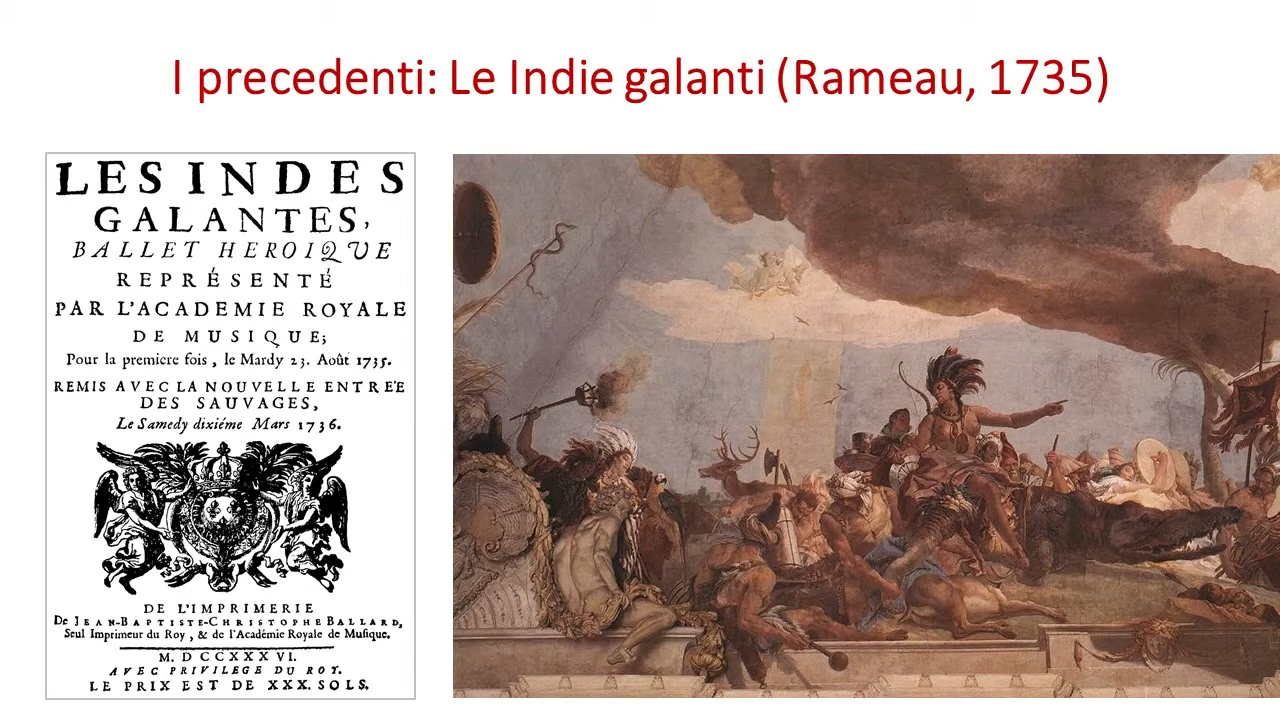 I precedenti: Le Indie galanti (Rameau, 1735)
LES INDES
GALANTES,
BALLET HEROIQUE
REPRÉSENTÉ
PAR L'ACADEMIE ROYALE
DE MUSIQUE;
Pour la premiere fois, le Mardy 23. Août 1735.
REMIS AVEC LA NOUVELLE ENTRE'E
DES SAUVAGES,
Le Samedy dixiéme Mars 1736.
DE L'IMPRIMERIE
De JEAN-BAPTISTE-CHRISTOPHE BALLARD,
Seul Imprimeur du Roy, & de l'Académie Royale de Musique.
M. DCCXXXVI.
AVEC PRIVILEGE DU ROY.
LE PRIX EST DE XXX. SOLS.